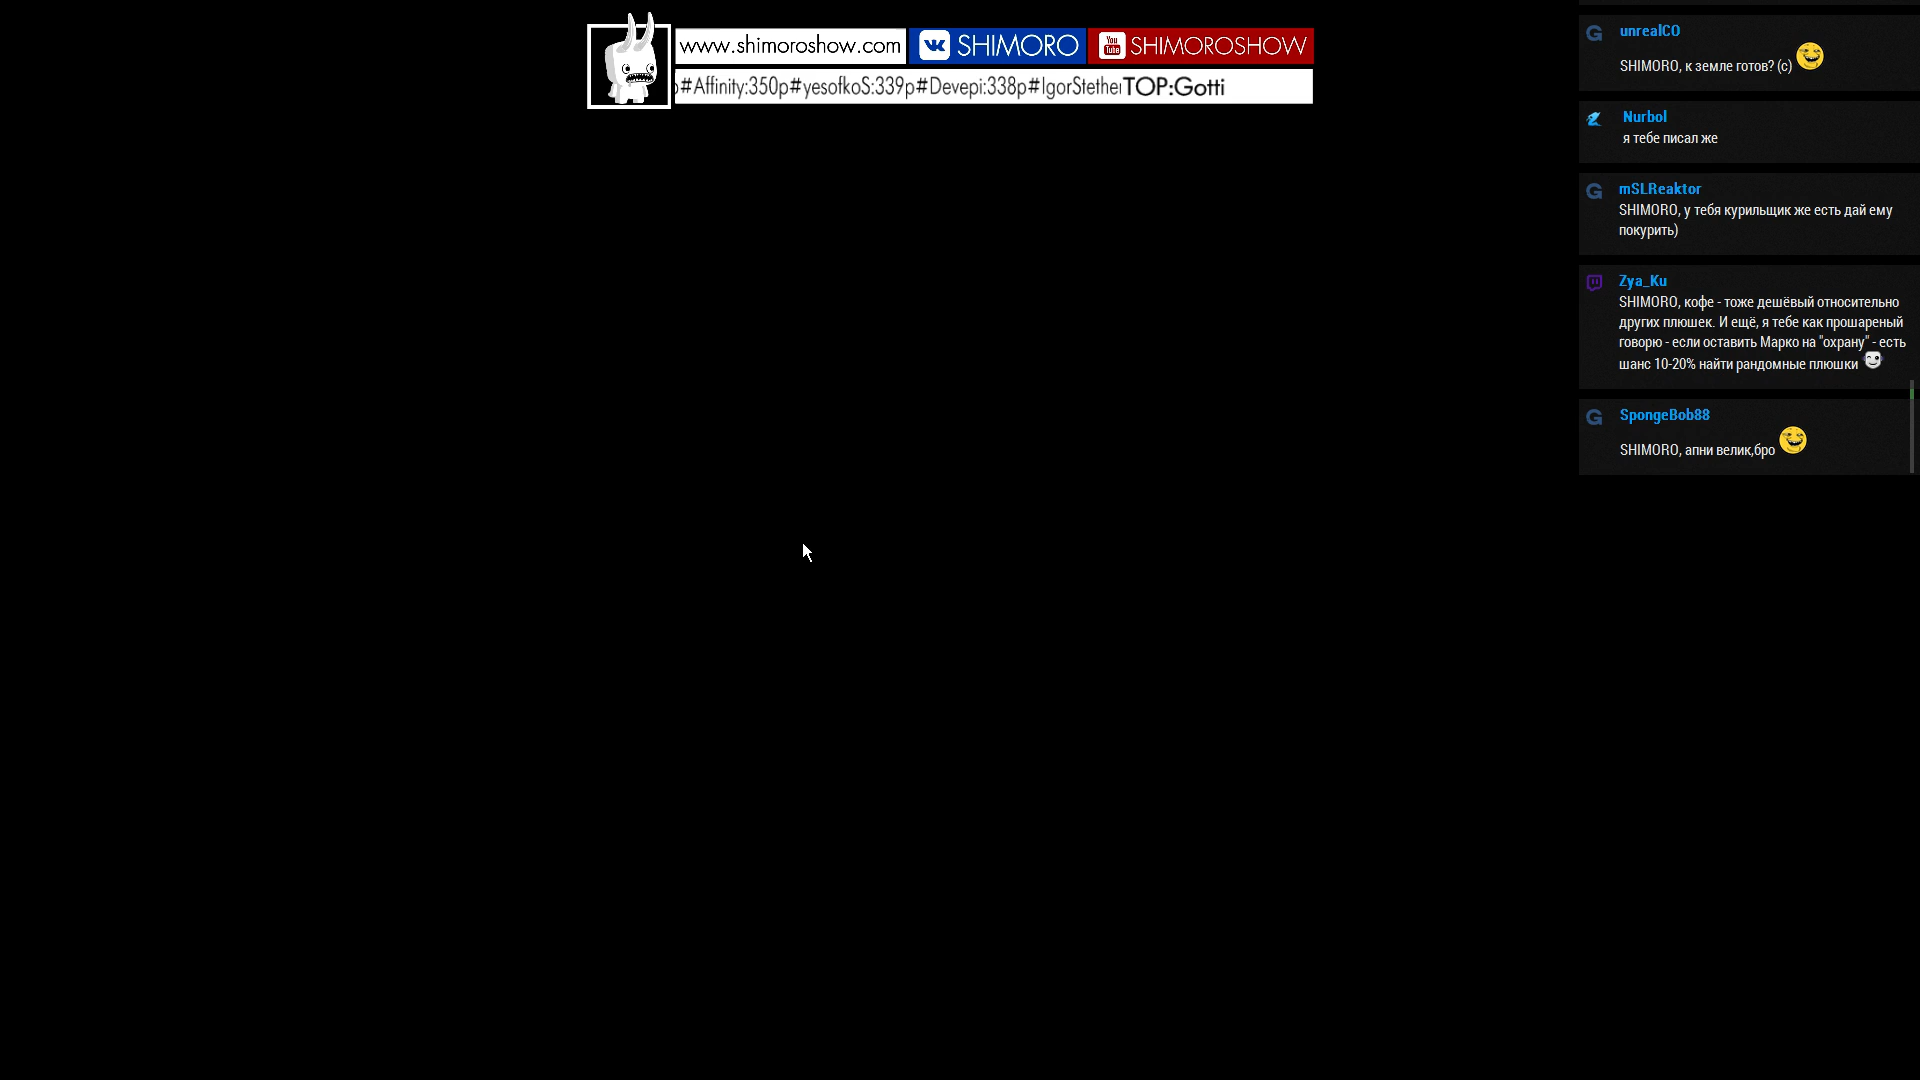 www.shimoroshow.com
SHIMORO
You
Tube
SHIMOROSHOW
#Affinity:350p#yesofkoS:339p#Devepi:338p#IgorStether
TOP:Gotti
unrealCO
SHIMORO, к земле готов? (с)
Nurbol
я тебе писал же
mSLReaktor
SHIMORO, у тебя курильщик же есть дай ему
покурить)
Zya_Ku
SHIMORO, кофе - тоже дешёвый относительно
других плюшек. И ещё, я тебе как прошареный
говорю - если оставить Марко на "охрану" - есть
шанс 10-20% найти рандомные плюшки
SpongeBob88
SHIMORO, апни велик,бро